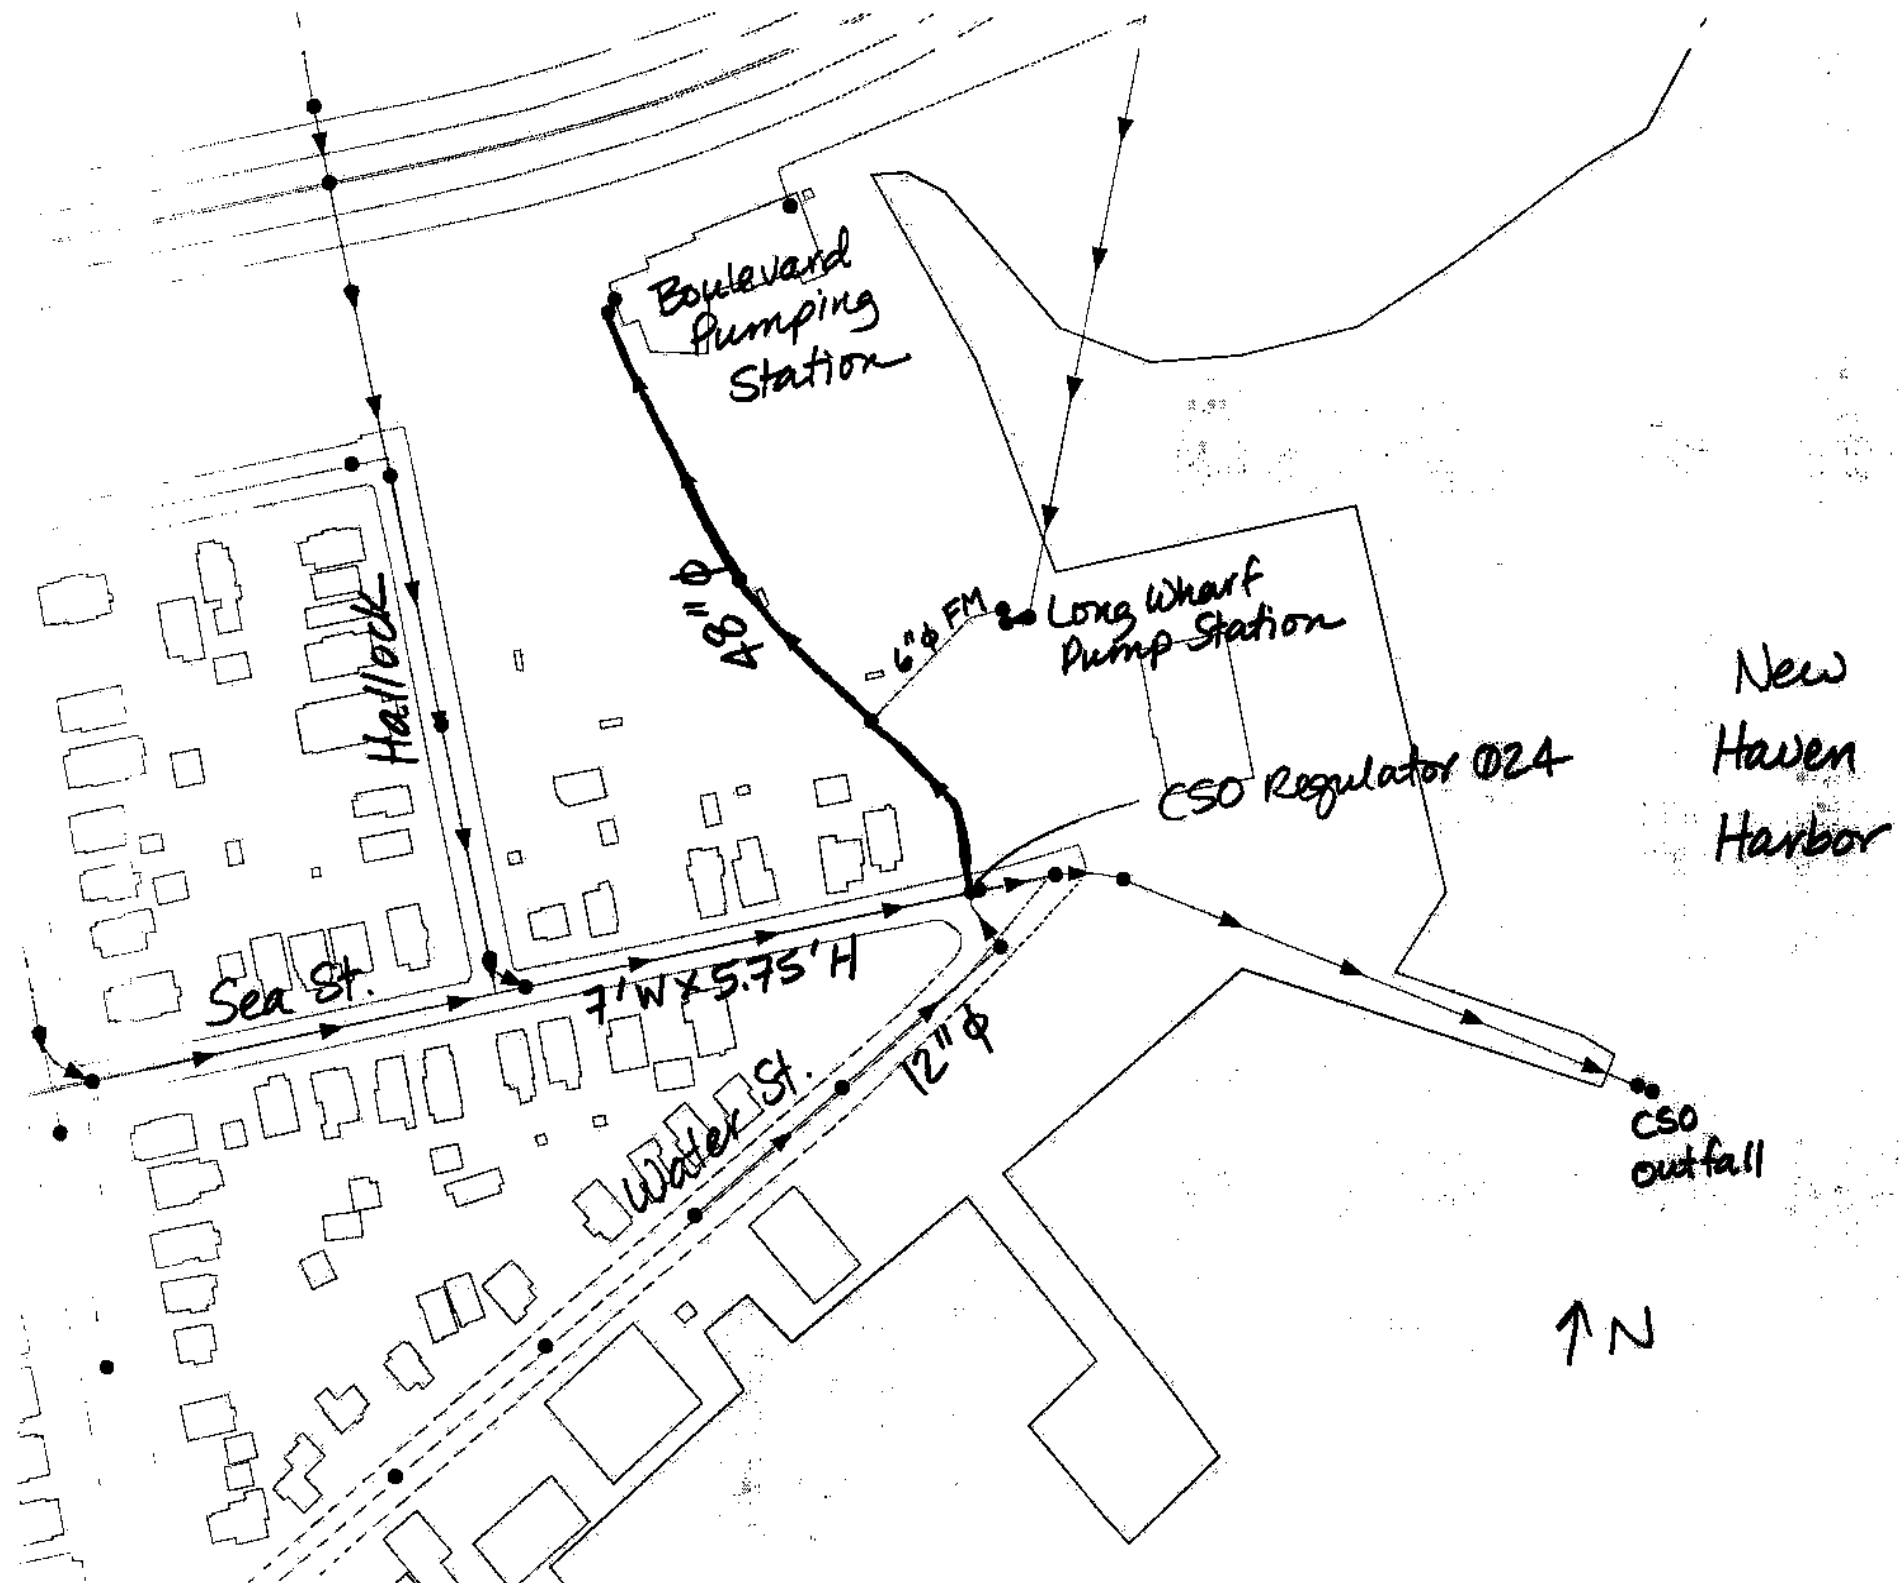 Boulevard
Pumping
Station
48" φ
6" φ FM
Long Wharf
Pump Station
Hallock
New
Haven
Harbor
CSO Regulator 024
Sea St.
7'W x 5.75'H
12" φ
Water St.
CSO
outfall
↑ N